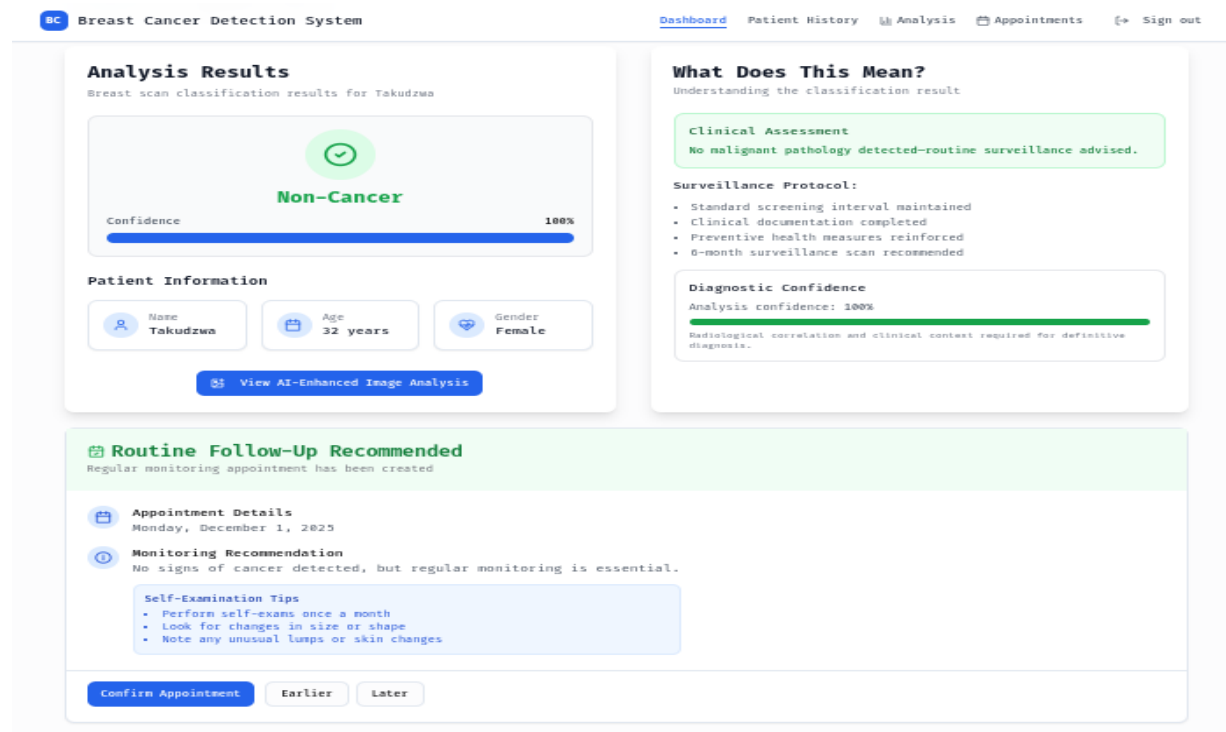 BC Breast Cancer Detection System
Dashboard Patient History Analysis Appointments Sign out
Analysis Results
Breast scan classification results for Takudzwa
Non-Cancer
Confidence 100%
Patient Information
Name
Takudzwa
Age
32 years
Gender
Female
View AI-Enhanced Image Analysis
What Does This Mean?
Understanding the classification result
Clinical Assessment
No malignant pathology detected—routine surveillance advised.
Surveillance Protocol:
• Standard screening interval maintained
• Clinical documentation completed
• Preventive health measures reinforced
• 6-month surveillance scan recommended
Diagnostic Confidence
Analysis confidence: 100%
Radiological correlation and clinical context required for definitive
diagnosis.
Routine Follow-Up Recommended
Regular monitoring appointment has been created
Appointment Details
Monday, December 1, 2025
Monitoring Recommendation
No signs of cancer detected, but regular monitoring is essential.
Self-Examination Tips
• Perform self-exams once a month
• Look for changes in size or shape
• Note any unusual lumps or skin changes
Confirm Appointment Earlier Later